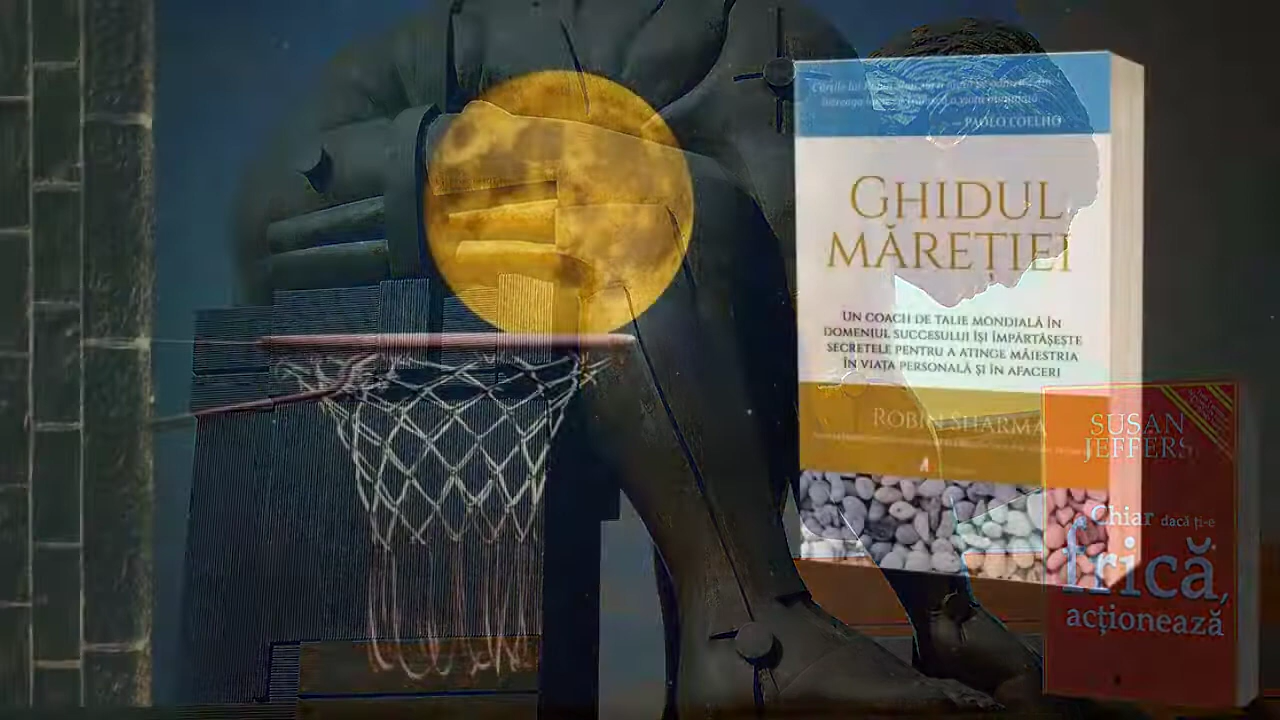 — PAOLO COELHO
GHIDUL
MĂREȚIEI
UN COACH DE TALIE MONDIALĂ ÎN
DOMENIUL SUCCESULUI ÎȘI ÎMPĂRTĂȘEȘTE
SECRETELE PENTRU A ATINGE MĂIESTRIA
ÎN VIAȚA PERSONALĂ ȘI ÎN AFACERI
ROBIN SHARMA
SUSAN
JEFFERS
Chiar dacă ți-e
frică,
acționează